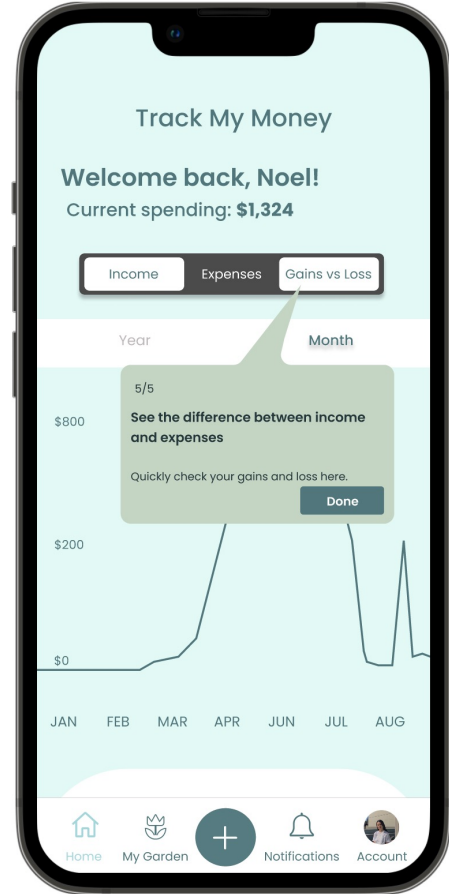 Track My Money
Welcome back, Noel!
Current spending: $1,324
Income Expenses Gains vs Loss
Year Month
5/5
See the difference between income
and expenses
Quickly check your gains and loss here.
Done
$800
$200
$0
JAN FEB MAR APR JUN JUL AUG
Home My Garden Notifications Account